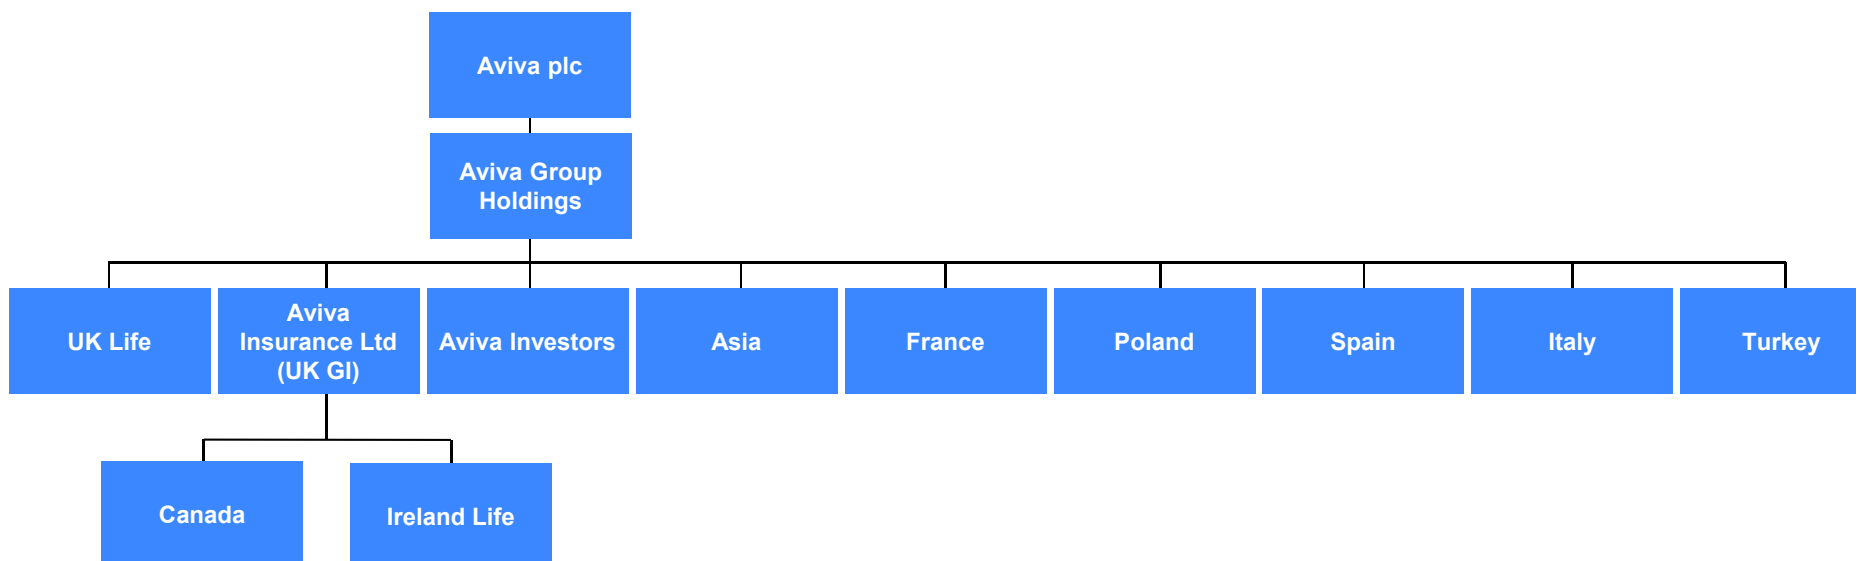 Aviva plc
Aviva Group
Holdings
UK Life
Aviva
Insurance Ltd
(UK GI)
Aviva Investors
Asia
France
Poland
Spain
Italy
Turkey
Canada
Ireland Life